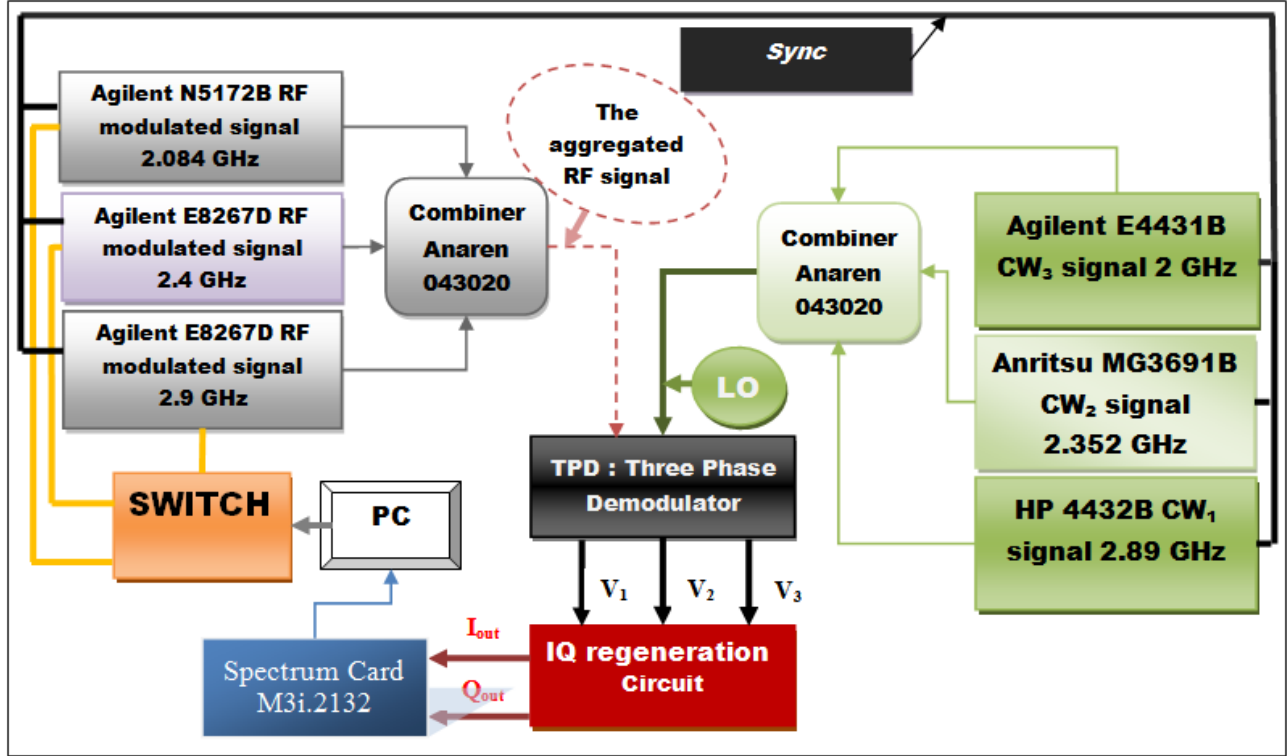 Sync
Agilent N5172B RF
modulated signal
2.084 GHz
Agilent E8267D RF
modulated signal
2.4 GHz
Agilent E8267D RF
modulated signal
2.9 GHz
Combiner
Anaren
043020
The
aggregated
RF signal
Combiner
Anaren
043020
Agilent E4431B
CW₃ signal 2 GHz
Anritsu MG3691B
CW₂ signal
2.352 GHz
HP 4432B CW₁
signal 2.89 GHz
LO
TPD : Three Phase
Demodulator
SWITCH
PC
V₁
V₂
V₃
Iout
Qout
IQ regeneration
Circuit
Spectrum Card
M3i.2132